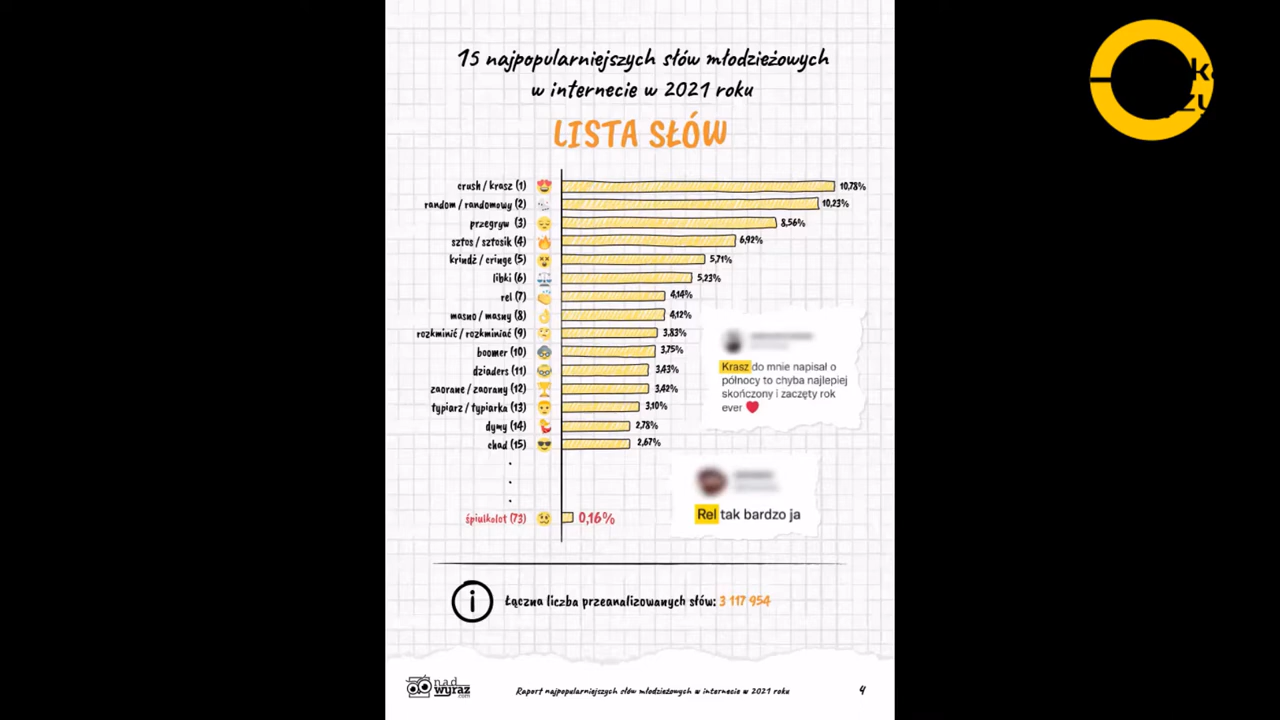 15 najpopularniejszych słów młodzieżowych
w internecie w 2021 roku
LISTA SŁÓW
crush / krasz (1) 10,78%
random / randomowy (2) 10,23%
przegryw (3) 8,56%
sztos / sztosik (4) 6,92%
krindż / cringe (5) 5,71%
libki (6) 5,23%
rel (7) 4,14%
masno / masny (8) 4,12%
rozkminić / rozkminiać (9) 3,83%
boomer (10) 3,75%
dziaders (11) 3,43%
zaorane / zaorany (12) 3,42%
typiarz / typiarka (13) 3,10%
dymy (14) 2,78%
chad (15) 2,67%
śpiulkolot (73) 0,16%
Krasz do mnie napisał o
północy to chyba najlepiej
skończony i zaczęty rok
ever ❤️
Rel tak bardzo ja
i
Łączna liczba przeanalizowanych słów: 3 117 954
nad
wyraz
.com
Raport najpopularniejszych słów młodzieżowych w internecie w 2021 roku
4